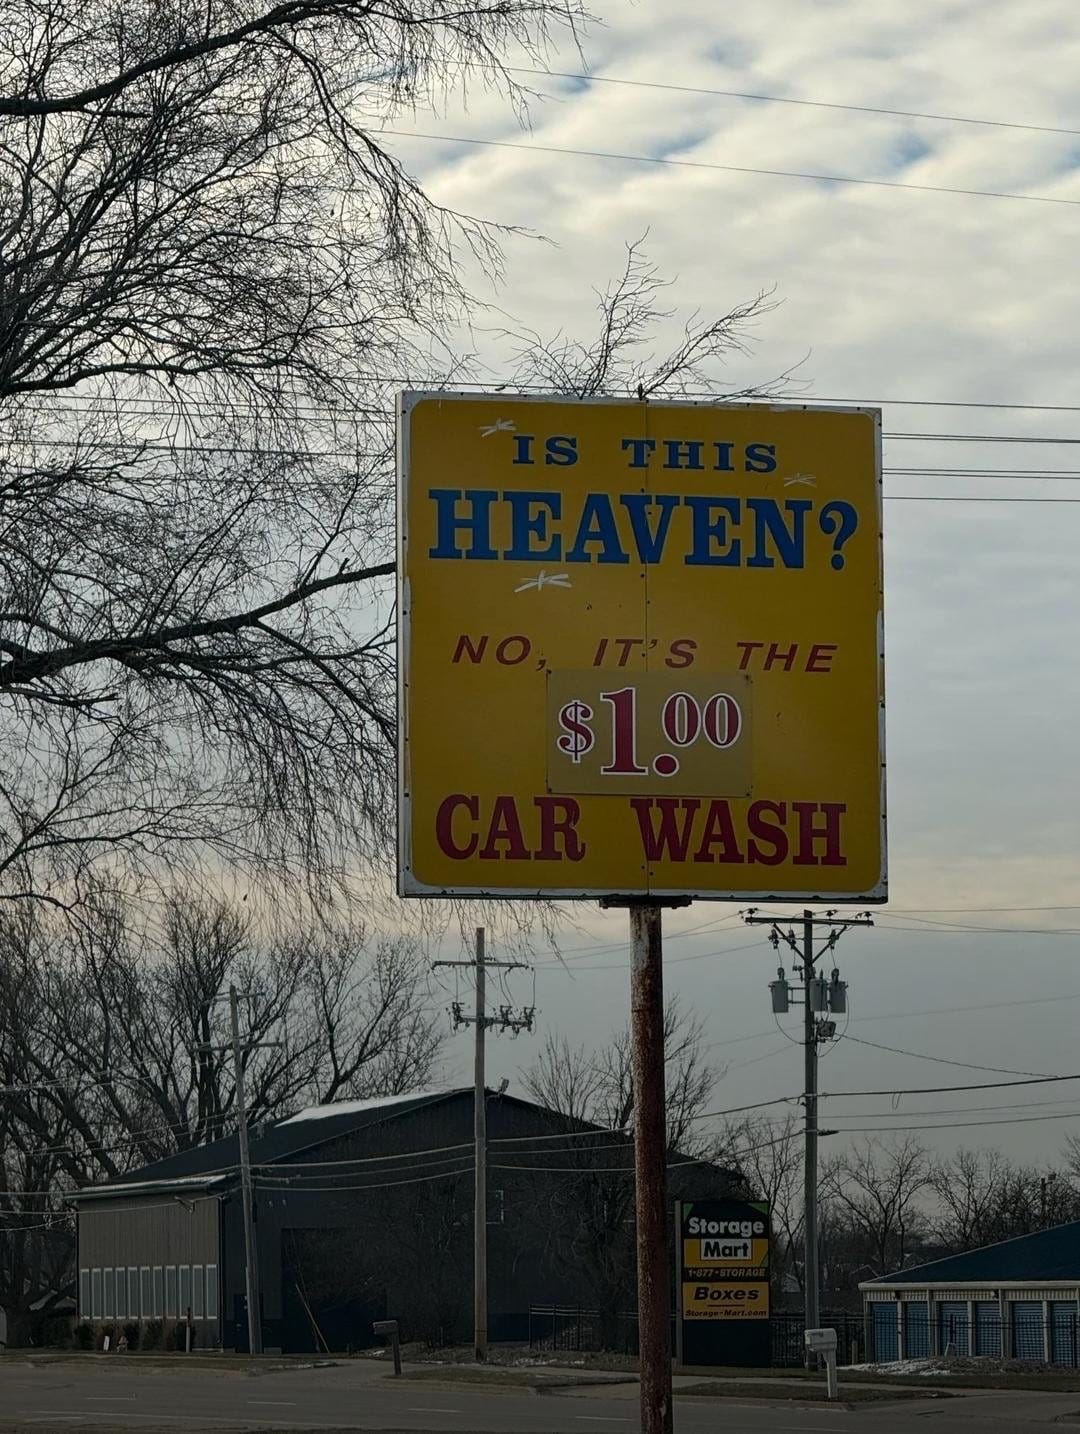 IS THIS
HEAVEN?
NO, IT'S THE
$1.00
CAR WASH
Storage
Mart
1-877-STORAGE
Boxes
Storage-Mart.com